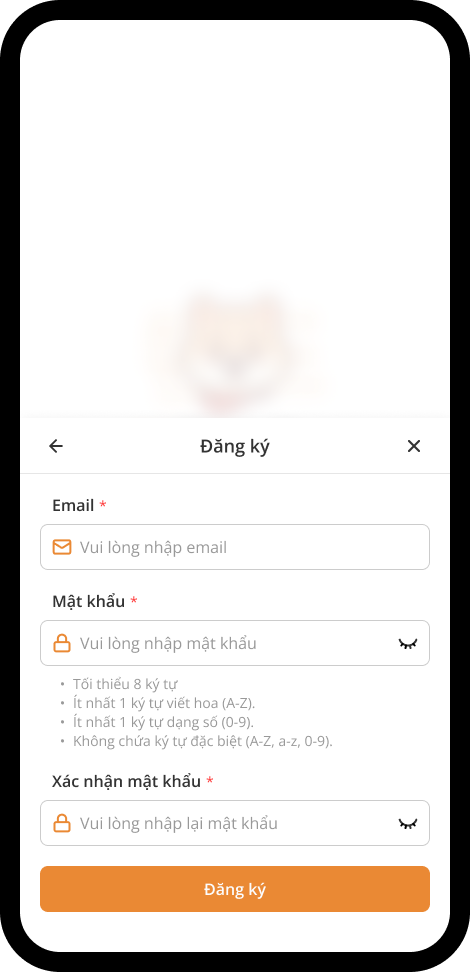 Đăng ký
Email *
Vui lòng nhập email
Mật khẩu *
Vui lòng nhập mật khẩu
• Tối thiểu 8 ký tự
• Ít nhất 1 ký tự viết hoa (A-Z).
• Ít nhất 1 ký tự dạng số (0-9).
• Không chứa ký tự đặc biệt (A-Z, a-z, 0-9).
Xác nhận mật khẩu *
Vui lòng nhập lại mật khẩu
Đăng ký